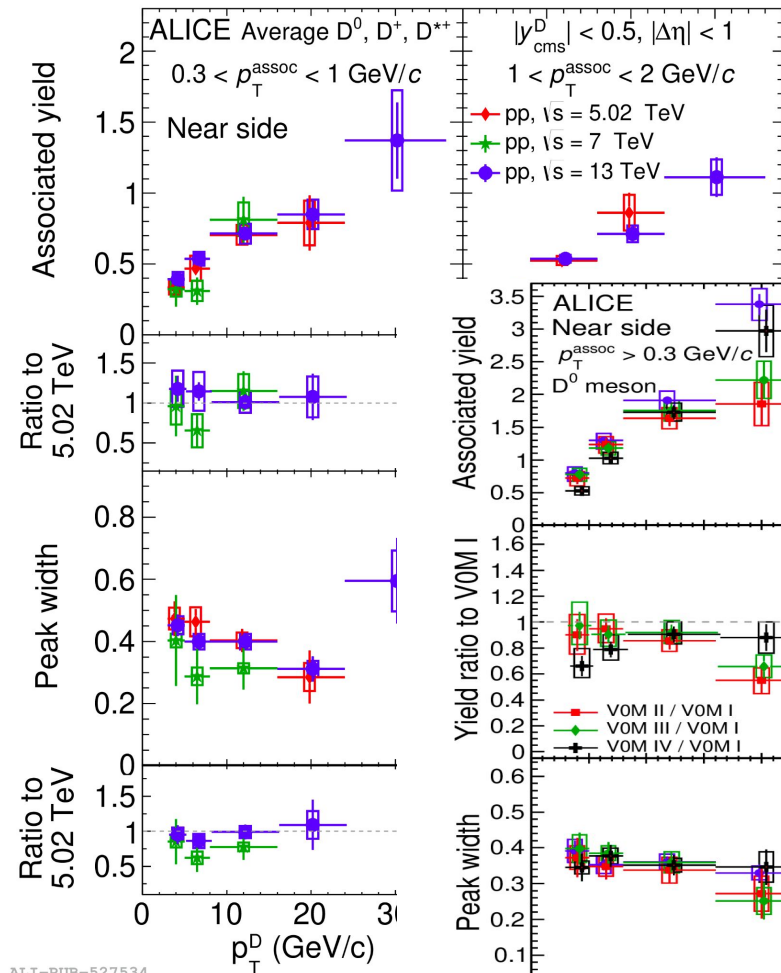 ALICE Average D⁰, D⁺, D*⁺
0.3 < p_T^assoc < 1 GeV/c
Near side
Associated yield
2
1.5
1
0.5
0
|y_cms^D| < 0.5, |Δη| < 1
1 < p_T^assoc < 2 GeV/c
pp, √s = 5.02 TeV
pp, √s = 7 TeV
pp, √s = 13 TeV
Ratio to
5.02 TeV
1.5
1
0.5
Peak width
0.8
0.6
0.4
0.2
0
Ratio to
5.02 TeV
1.5
1
0.5
0
10
20
30
p_T^D (GeV/c)
ALICE
Near side
p_T^assoc > 0.3 GeV/c
D⁰ meson
Associated yield
3.5
3
2.5
2
1.5
1
0.5
0
Yield ratio to V0M I
1.6
1.4
1.2
1
0.8
0.6
0.4
0.2
0
V0M II / V0M I
V0M III / V0M I
V0M IV / V0M I
Peak width
0.6
0.5
0.4
0.3
0.2
0.1